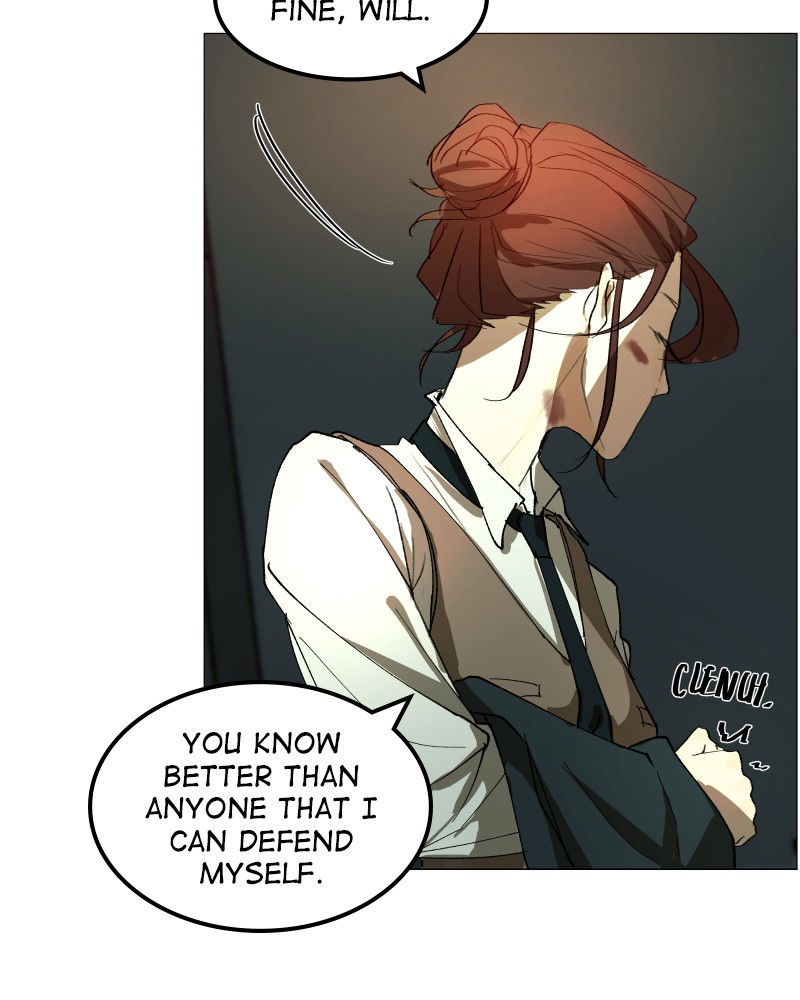 FINE, WILL.
CLENCH.
YOU KNOW
BETTER THAN
ANYONE THAT I
CAN DEFEND
MYSELF.